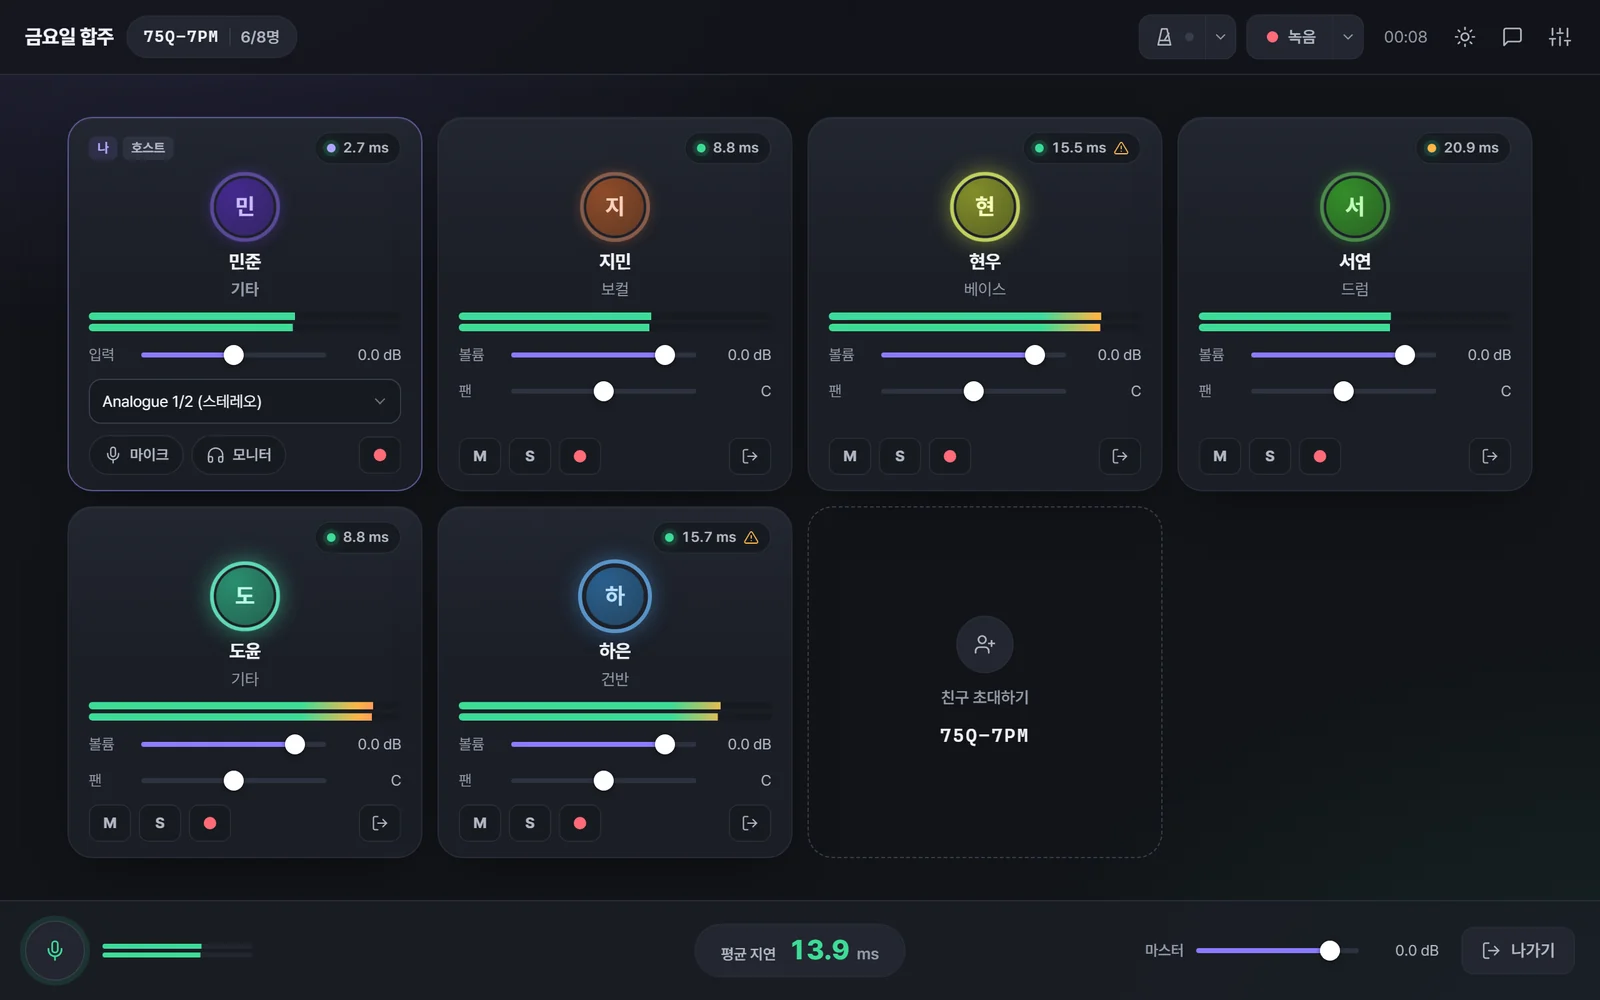 금요일 합주
75Q-7PM 6/8명
녹음
00:08
나 호스트 2.7 ms
민
민준
기타
입력 0.0 dB
Analogue 1/2 (스테레오)
마이크 모니터
8.8 ms
지
지민
보컬
볼륨 0.0 dB
팬 C
M S
15.5 ms
현
현우
베이스
볼륨 0.0 dB
팬 C
M S
20.9 ms
서
서연
드럼
볼륨 0.0 dB
팬 C
M S
8.8 ms
도
도윤
기타
볼륨 0.0 dB
팬 C
M S
15.7 ms
하
하은
건반
볼륨 0.0 dB
팬 C
M S
친구 초대하기
75Q-7PM
평균 지연 13.9 ms
마스터 0.0 dB
나가기